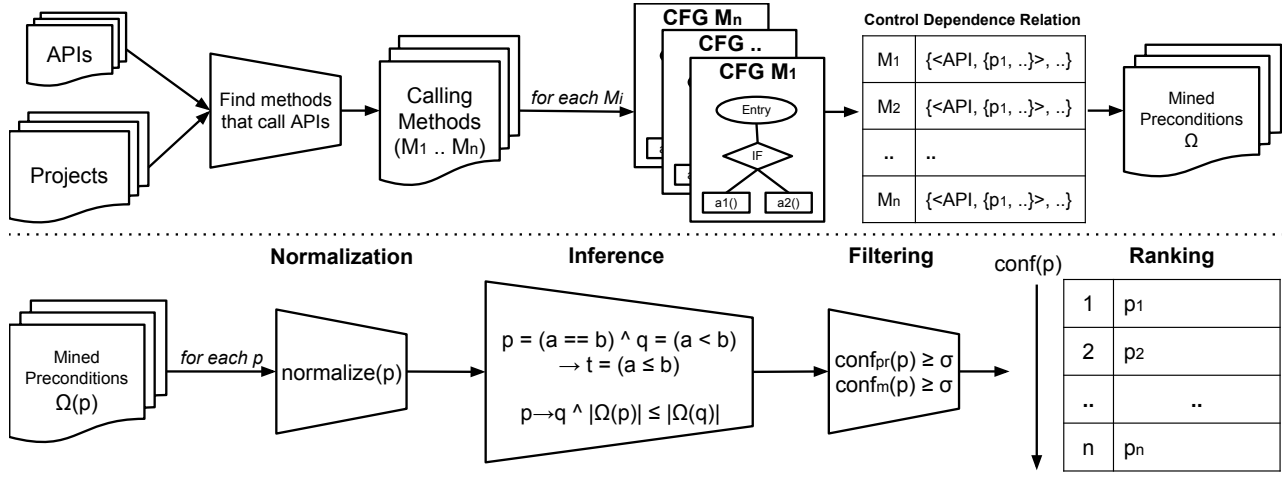 APIs
Projects
Find methods
that call APIs
Calling
Methods
(M1 .. Mn)
for each Mi
CFG Mn
CFG ..
CFG M1
Entry
IF
a1()
a2()
Control Dependence Relation
M1 {<API, {p1, ..}>, ..}
M2 {<API, {p1, ..}>, ..}
.. ..
Mn {<API, {p1, ..}>, ..}
Mined
Preconditions
Ω
Normalization
Inference
Filtering
Ranking
Mined
Preconditions
Ω(p)
for each p
normalize(p)
p = (a == b) ^ q = (a < b)
→ t = (a ≤ b)
p→q ^ |Ω(p)| ≤ |Ω(q)|
confpr(p) ≥ σ
confm(p) ≥ σ
conf(p)
1 p1
2 p2
.. ..
n pn